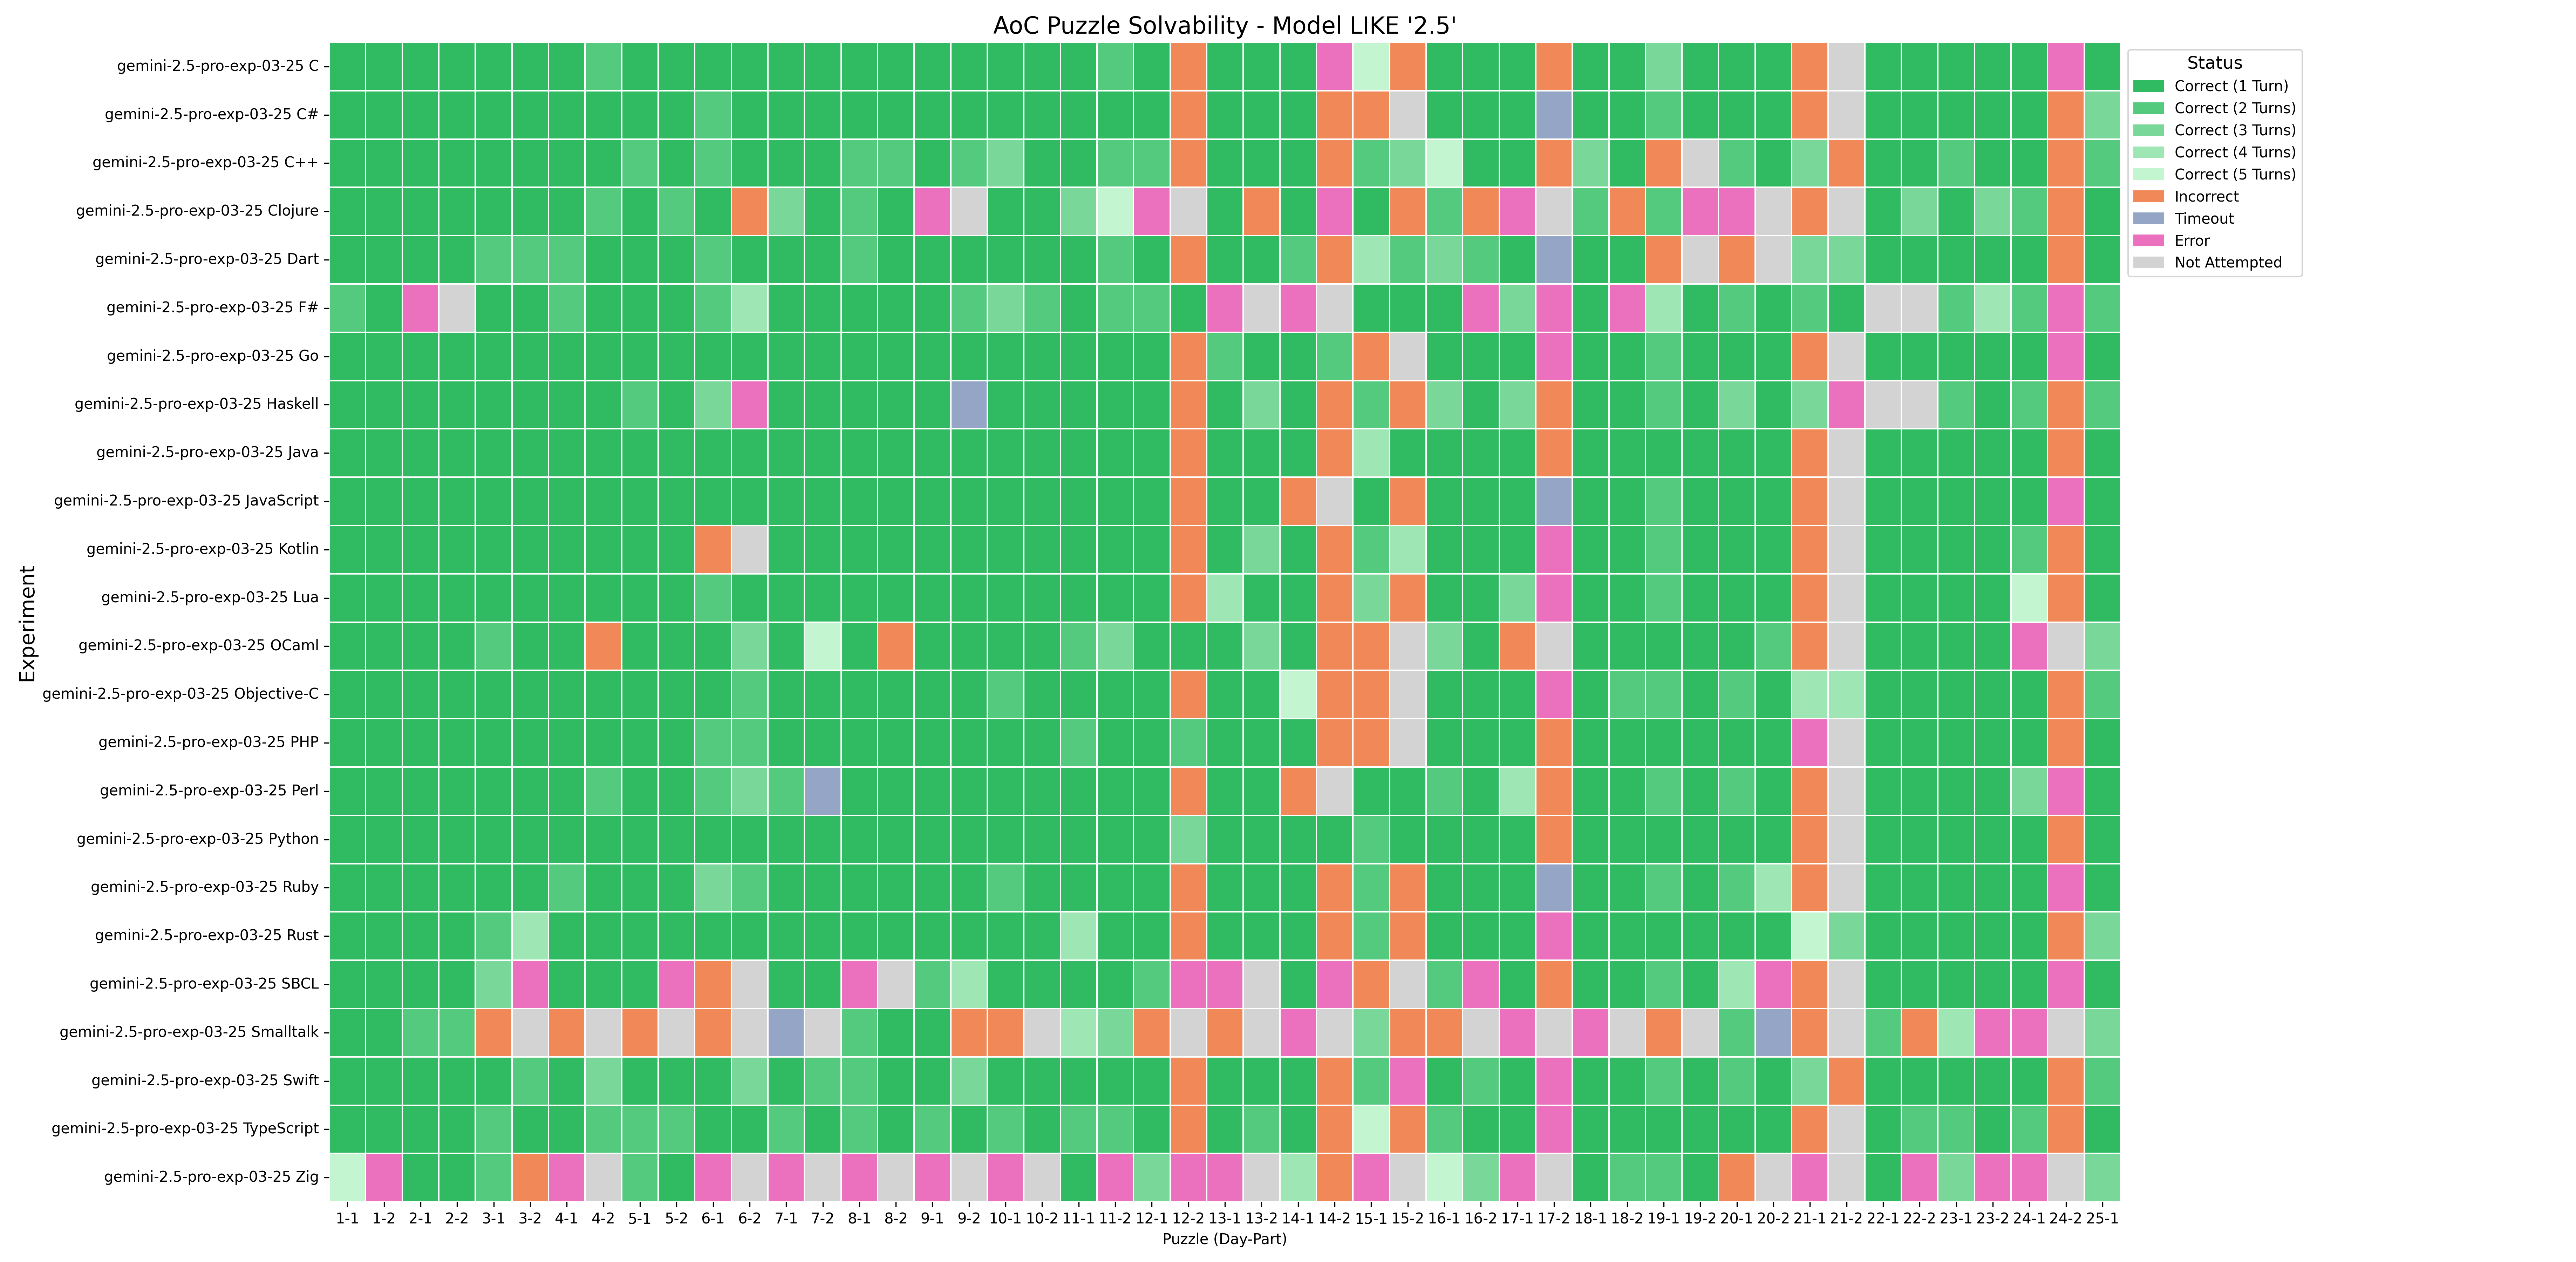 AoC Puzzle Solvability - Model LIKE '2.5'
Experiment
gemini-2.5-pro-exp-03-25 C
gemini-2.5-pro-exp-03-25 C#
gemini-2.5-pro-exp-03-25 C++
gemini-2.5-pro-exp-03-25 Clojure
gemini-2.5-pro-exp-03-25 Dart
gemini-2.5-pro-exp-03-25 F#
gemini-2.5-pro-exp-03-25 Go
gemini-2.5-pro-exp-03-25 Haskell
gemini-2.5-pro-exp-03-25 Java
gemini-2.5-pro-exp-03-25 JavaScript
gemini-2.5-pro-exp-03-25 Kotlin
gemini-2.5-pro-exp-03-25 Lua
gemini-2.5-pro-exp-03-25 OCaml
gemini-2.5-pro-exp-03-25 Objective-C
gemini-2.5-pro-exp-03-25 PHP
gemini-2.5-pro-exp-03-25 Perl
gemini-2.5-pro-exp-03-25 Python
gemini-2.5-pro-exp-03-25 Ruby
gemini-2.5-pro-exp-03-25 Rust
gemini-2.5-pro-exp-03-25 SBCL
gemini-2.5-pro-exp-03-25 Smalltalk
gemini-2.5-pro-exp-03-25 Swift
gemini-2.5-pro-exp-03-25 TypeScript
gemini-2.5-pro-exp-03-25 Zig
1-1 1-2 2-1 2-2 3-1 3-2 4-1 4-2 5-1 5-2 6-1 6-2 7-1 7-2 8-1 8-2 9-1 9-2 10-1 10-2 11-1 11-2 12-1 12-2 13-1 13-2 14-1 14-2 15-1 15-2 16-1 16-2 17-1 17-2 18-1 18-2 19-1 19-2 20-1 20-2 21-1 21-2 22-1 22-2 23-1 23-2 24-1 24-2 25-1
Puzzle (Day-Part)
Status
Correct (1 Turn)
Correct (2 Turns)
Correct (3 Turns)
Correct (4 Turns)
Correct (5 Turns)
Incorrect
Timeout
Error
Not Attempted